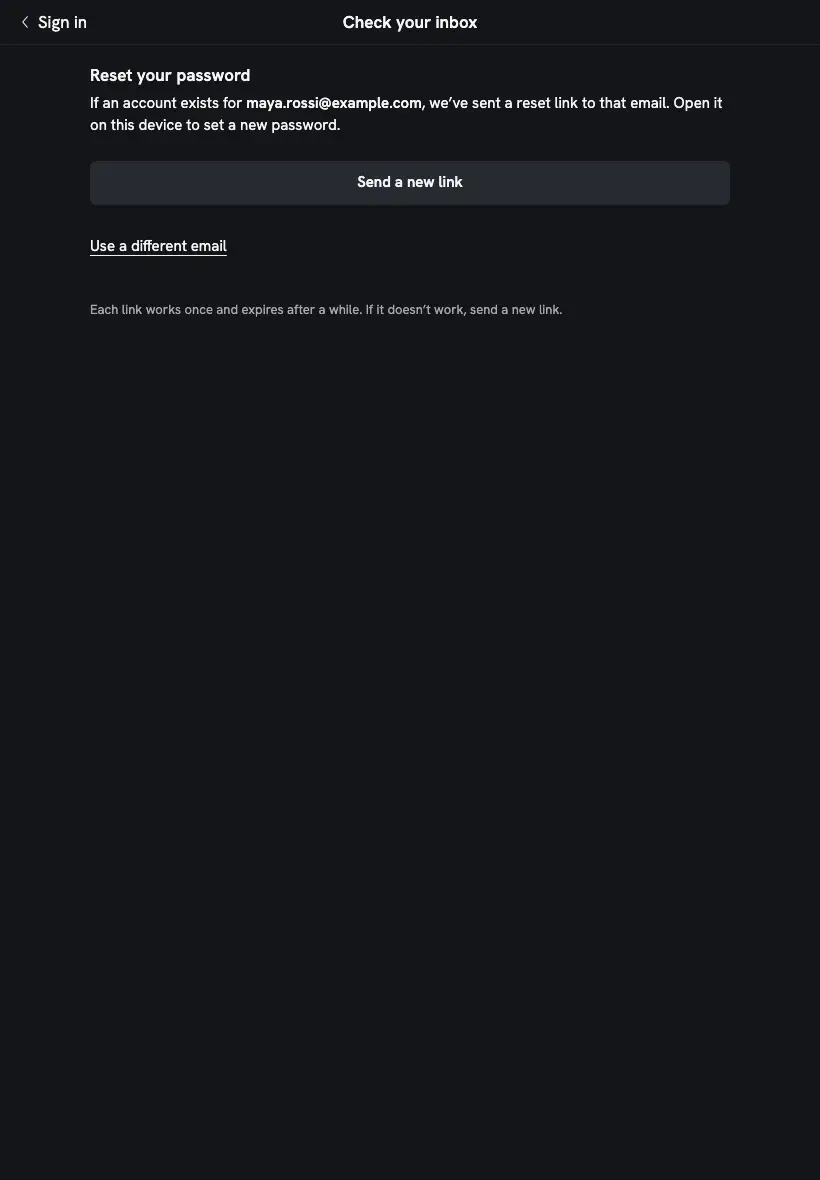 Sign in
Check your inbox
Reset your password
If an account exists for maya.rossi@example.com, we’ve sent a reset link to that email. Open it
on this device to set a new password.
Send a new link
Use a different email
Each link works once and expires after a while. If it doesn’t work, send a new link.